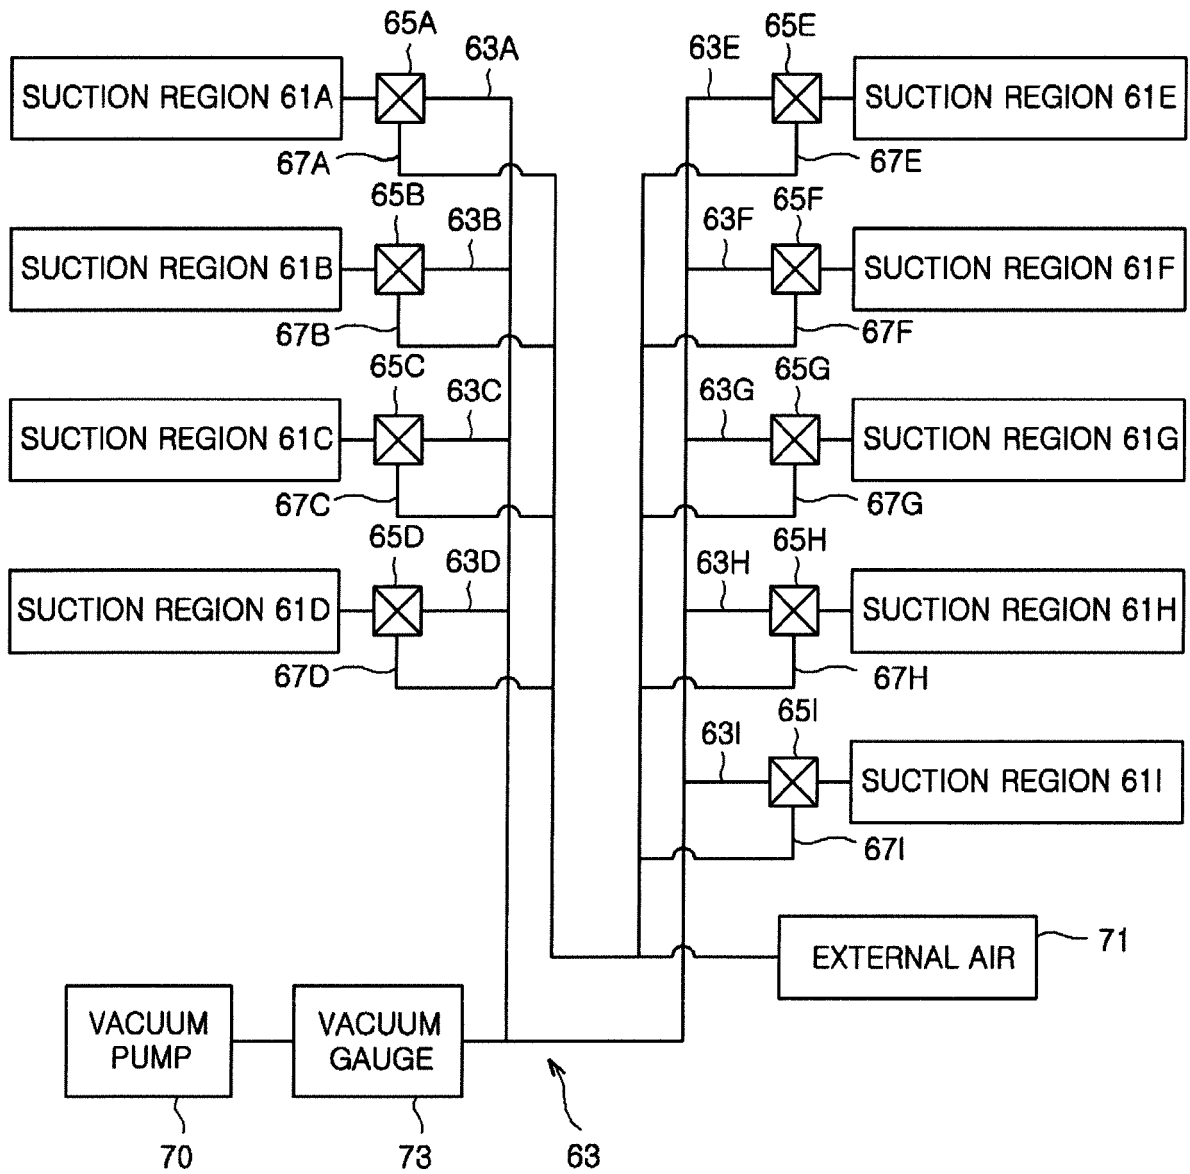 65A
63A
SUCTION REGION 61A
67A
65B
63B
SUCTION REGION 61B
67B
65C
63C
SUCTION REGION 61C
67C
65D
63D
SUCTION REGION 61D
67D
65E
63E
SUCTION REGION 61E
67E
65F
63F
SUCTION REGION 61F
67F
65G
63G
SUCTION REGION 61G
67G
65H
63H
SUCTION REGION 61H
67H
65I
63I
SUCTION REGION 61I
67I
EXTERNAL AIR
71
VACUUM
PUMP
70
VACUUM
GAUGE
73
63